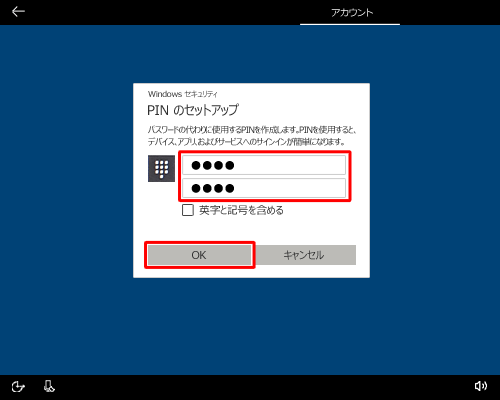 アカウント
Windows セキュリティ
PIN のセットアップ
パスワードの代わりに使用するPINを作成します。PINを使用すると、
デバイス、アプリ、およびサービスへのサインインが簡単になります。
●●●●
●●●●
英字と記号を含める
OK
キャンセル